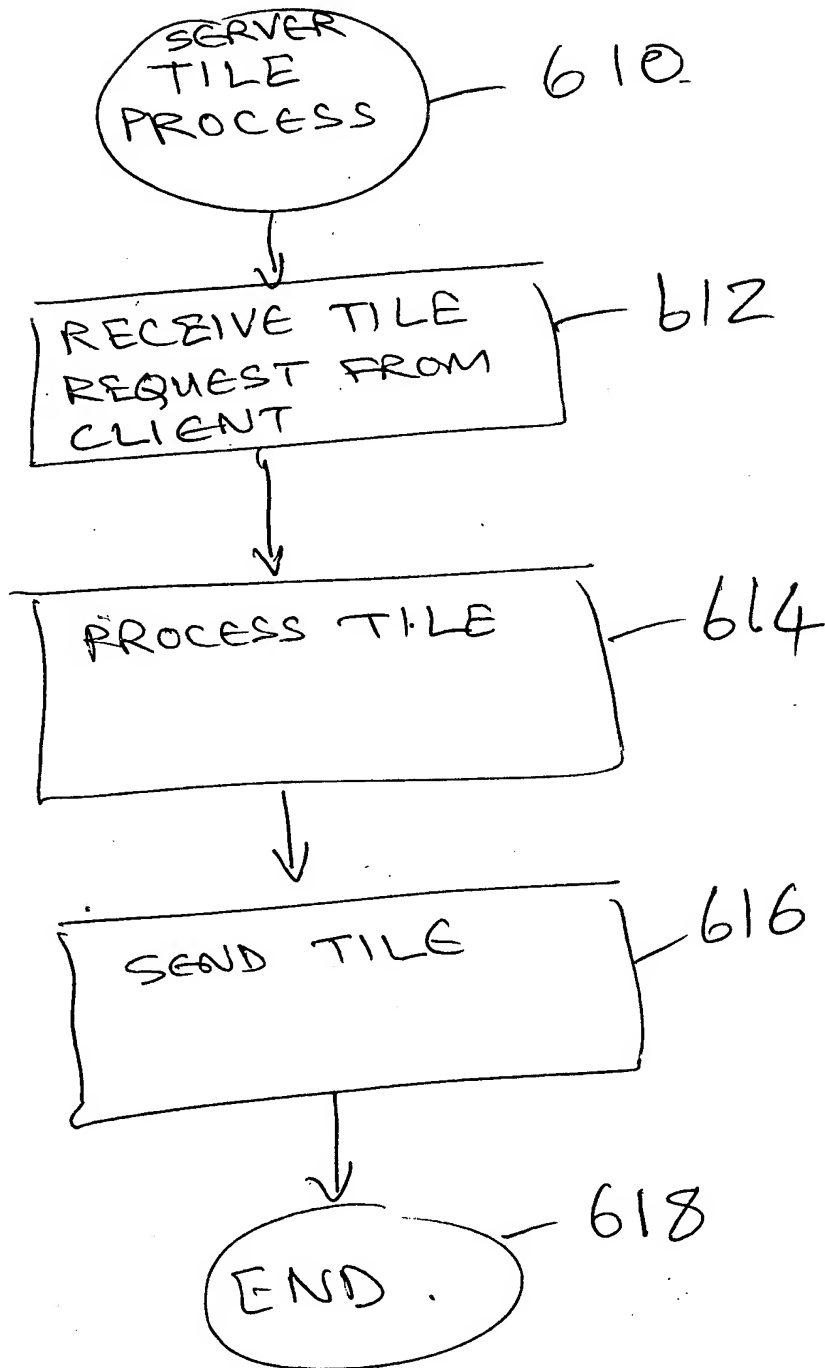 SERVER
TILE
PROCESS
610
RECEIVE TILE
REQUEST FROM
CLIENT
612
PROCESS TILE
614
SEND TILE
616
END.
618